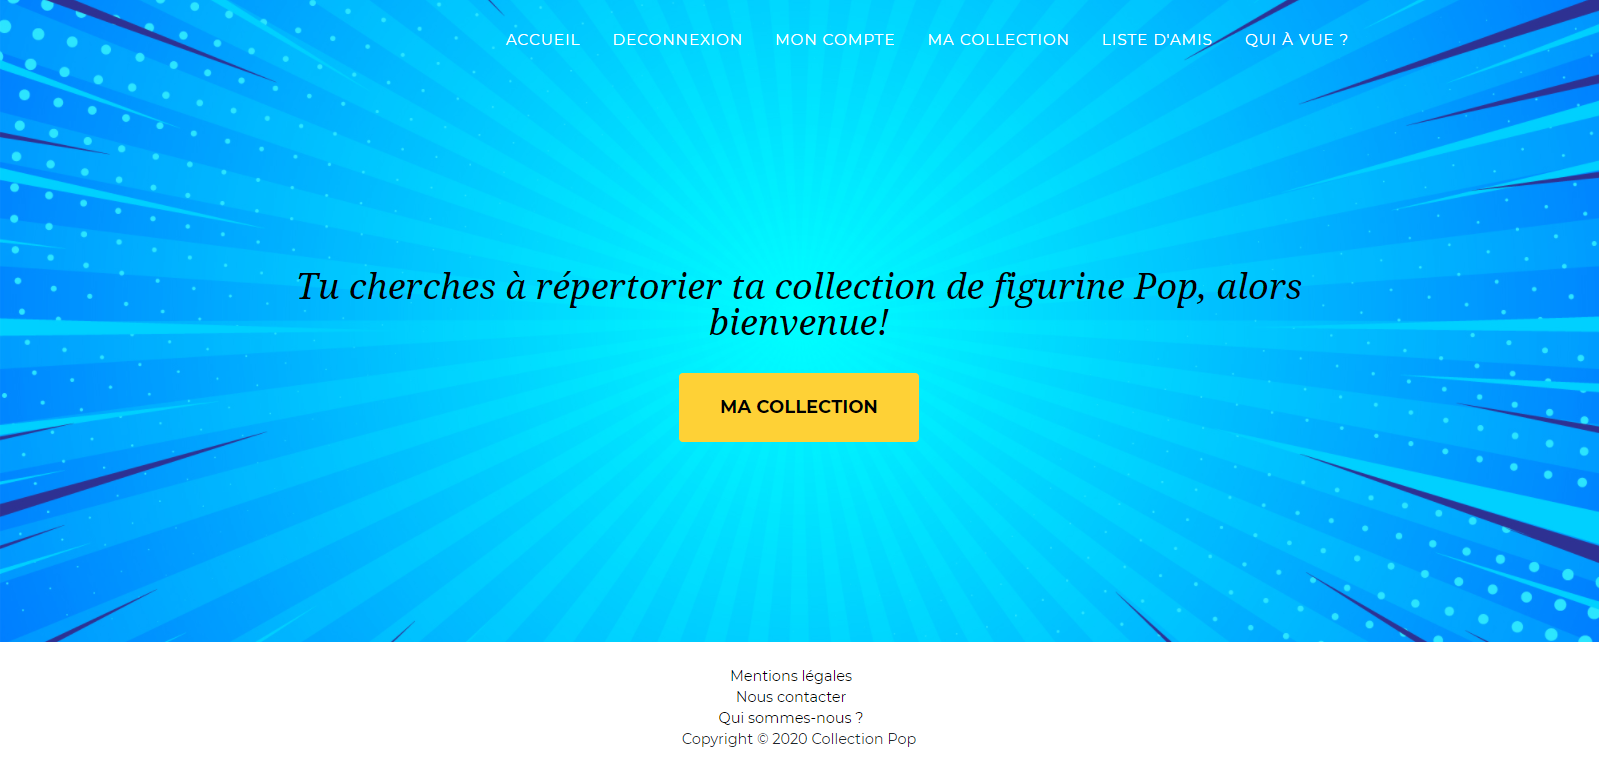 ACCUEIL DECONNEXION MON COMPTE MA COLLECTION LISTE D'AMIS QUI À VUE ?
Tu cherches à répertorier ta collection de figurine Pop, alors
bienvenue!
MA COLLECTION
Mentions légales
Nous contacter
Qui sommes-nous ?
Copyright © 2020 Collection Pop